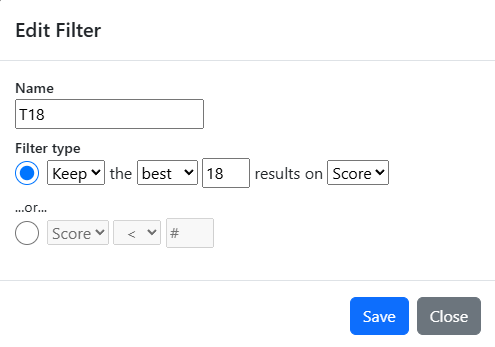 Edit Filter
Name
T18
Filter type
Keep the best 18 results on Score
...or...
Score < #
Save Close